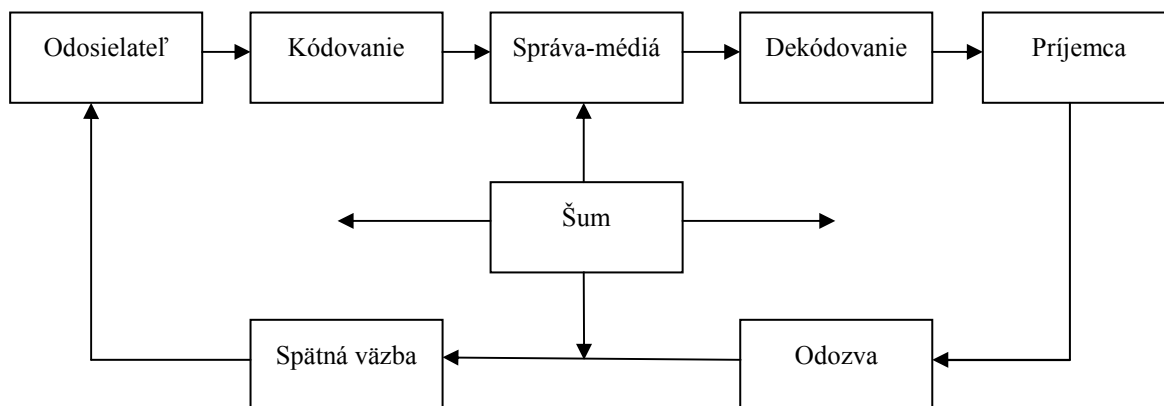 Odosielateľ
Kódovanie
Správa-médiá
Dekódovanie
Príjemca
Šum
Spätná väzba
Odozva